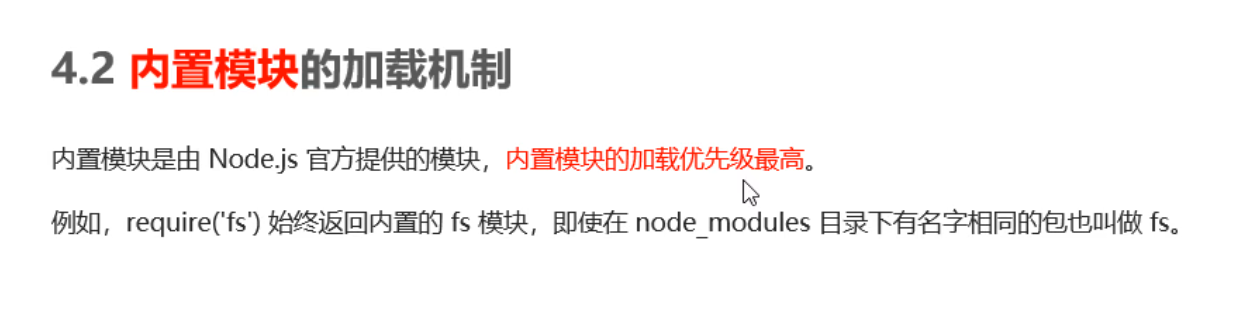 4.2 内置模块的加载机制
内置模块是由 Node.js 官方提供的模块，内置模块的加载优先级最高。
例如，require('fs') 始终返回内置的 fs 模块，即使在 node_modules 目录下有名字相同的包也叫做 fs。